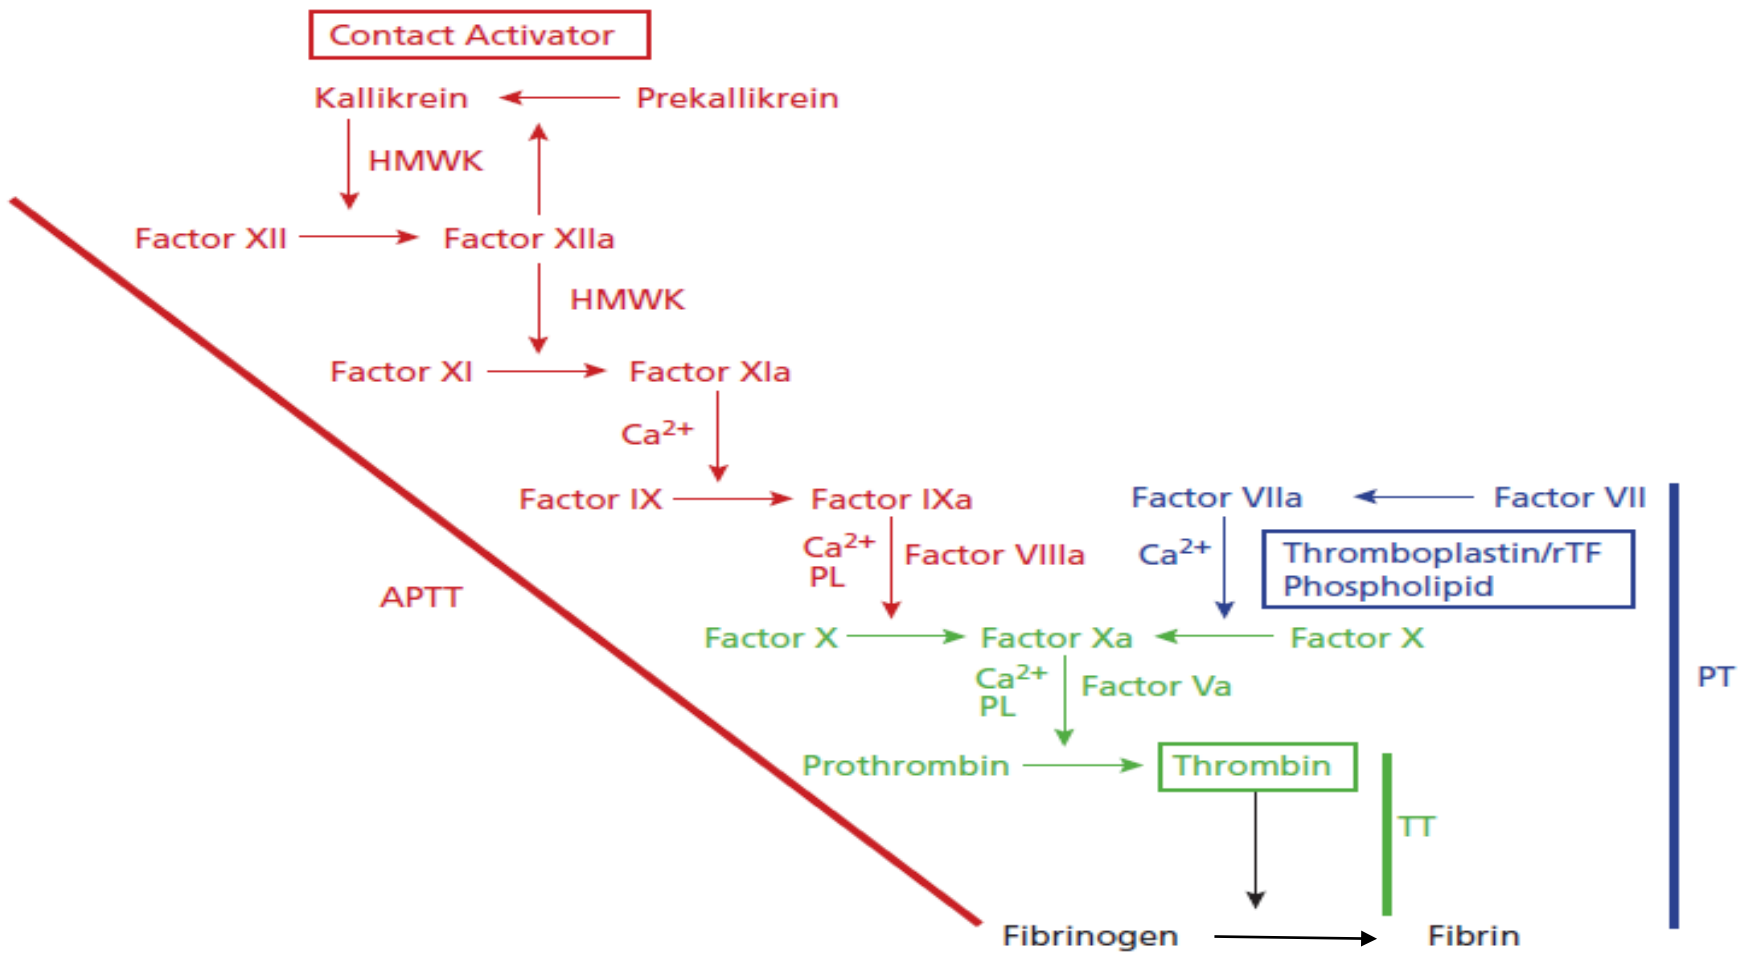 Contact Activator
Kallikrein
Prekallikrein
HMWK
Factor XII
Factor XIIa
HMWK
Factor XI
Factor XIa
Ca²⁺
Factor IX
Factor IXa
Factor VIIa
Factor VII
Ca²⁺
PL
Factor VIIIa
Ca²⁺
Thromboplastin/rTF
Phospholipid
APTT
Factor X
Factor Xa
Factor X
Ca²⁺
PL
Factor Va
PT
Prothrombin
Thrombin
TT
Fibrinogen
Fibrin